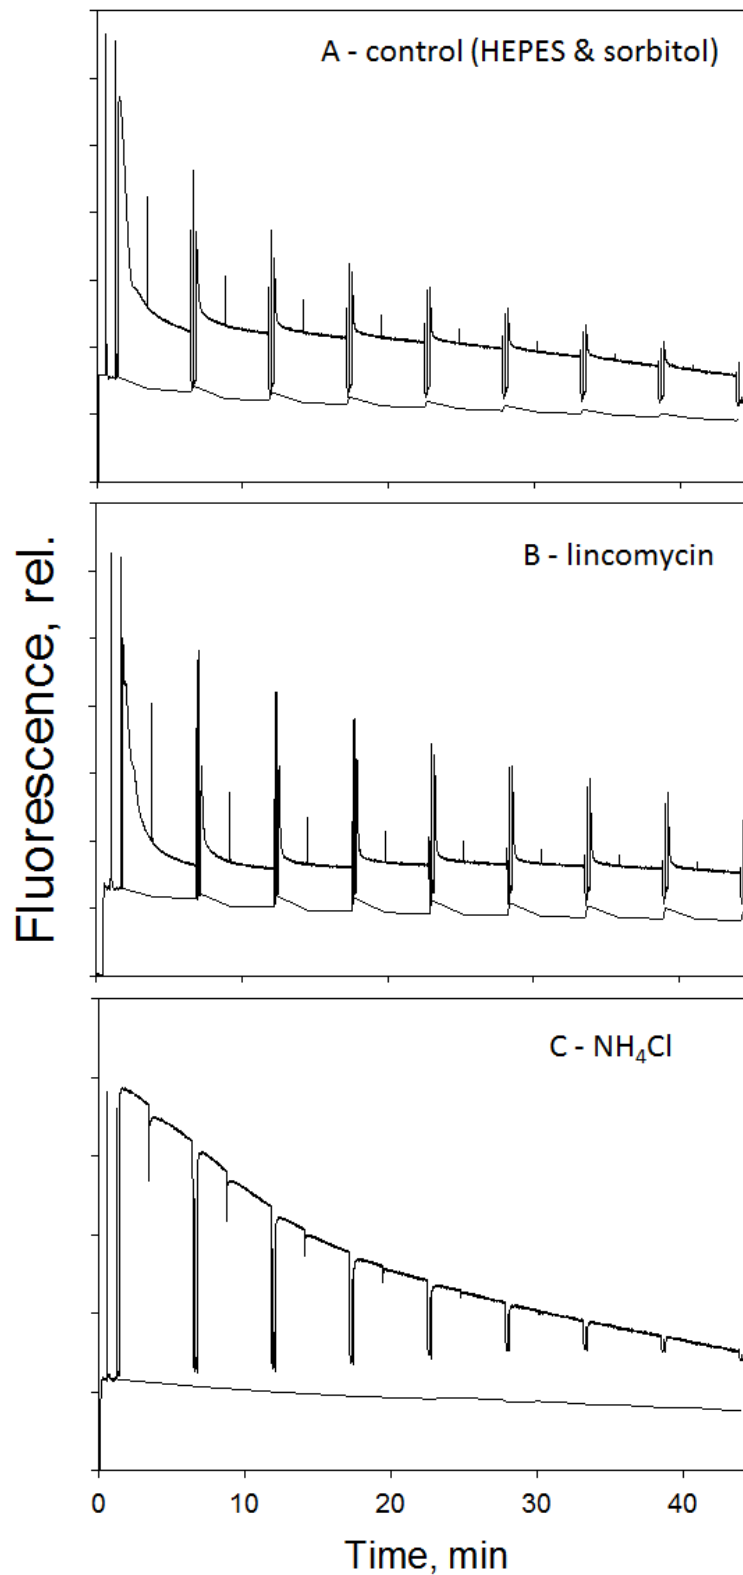 A - control (HEPES & sorbitol)
B - lincomycin
Fluorescence, rel.
C - NH₄Cl
0 10 20 30 40
Time, min